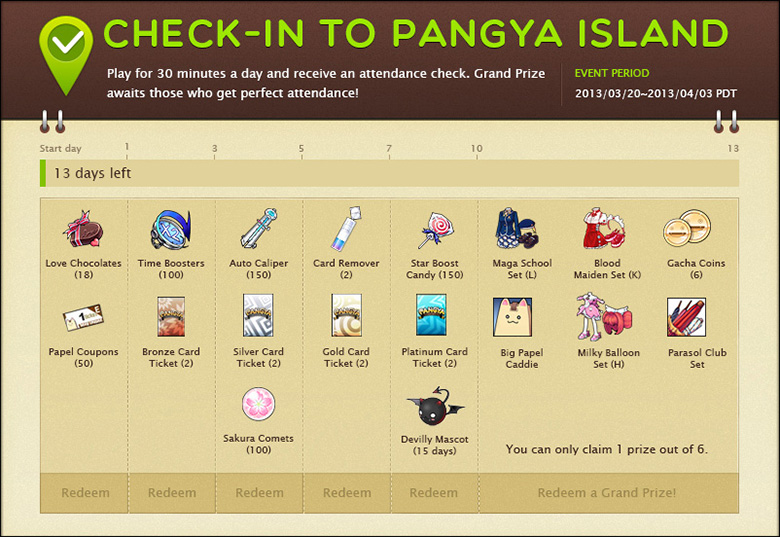 CHECK-IN TO PANGYA ISLAND
Play for 30 minutes a day and receive an attendance check. Grand Prize
awaits those who get perfect attendance!
EVENT PERIOD
2013/03/20~2013/04/03 PDT
Start day 1 3 5 7 10 13
13 days left
Love Chocolates
(18)
Time Boosters
(100)
Auto Caliper
(150)
Card Remover
(2)
Star Boost
Candy (150)
Maga School
Set (L)
Blood
Maiden Set (K)
Gacha Coins
(6)
1
Papel Coupons
(50)
PANGYA
Bronze Card
Ticket (2)
PANGYA
Silver Card
Ticket (2)
PANGYA
Gold Card
Ticket (2)
PANGYA
Platinum Card
Ticket (2)
Big Papel
Caddie
Milky Balloon
Set (H)
Parasol Club
Set
Sakura Comets
(100)
Devilly Mascot
(15 days)
You can only claim 1 prize out of 6.
Redeem
Redeem
Redeem
Redeem
Redeem
Redeem a Grand Prize!